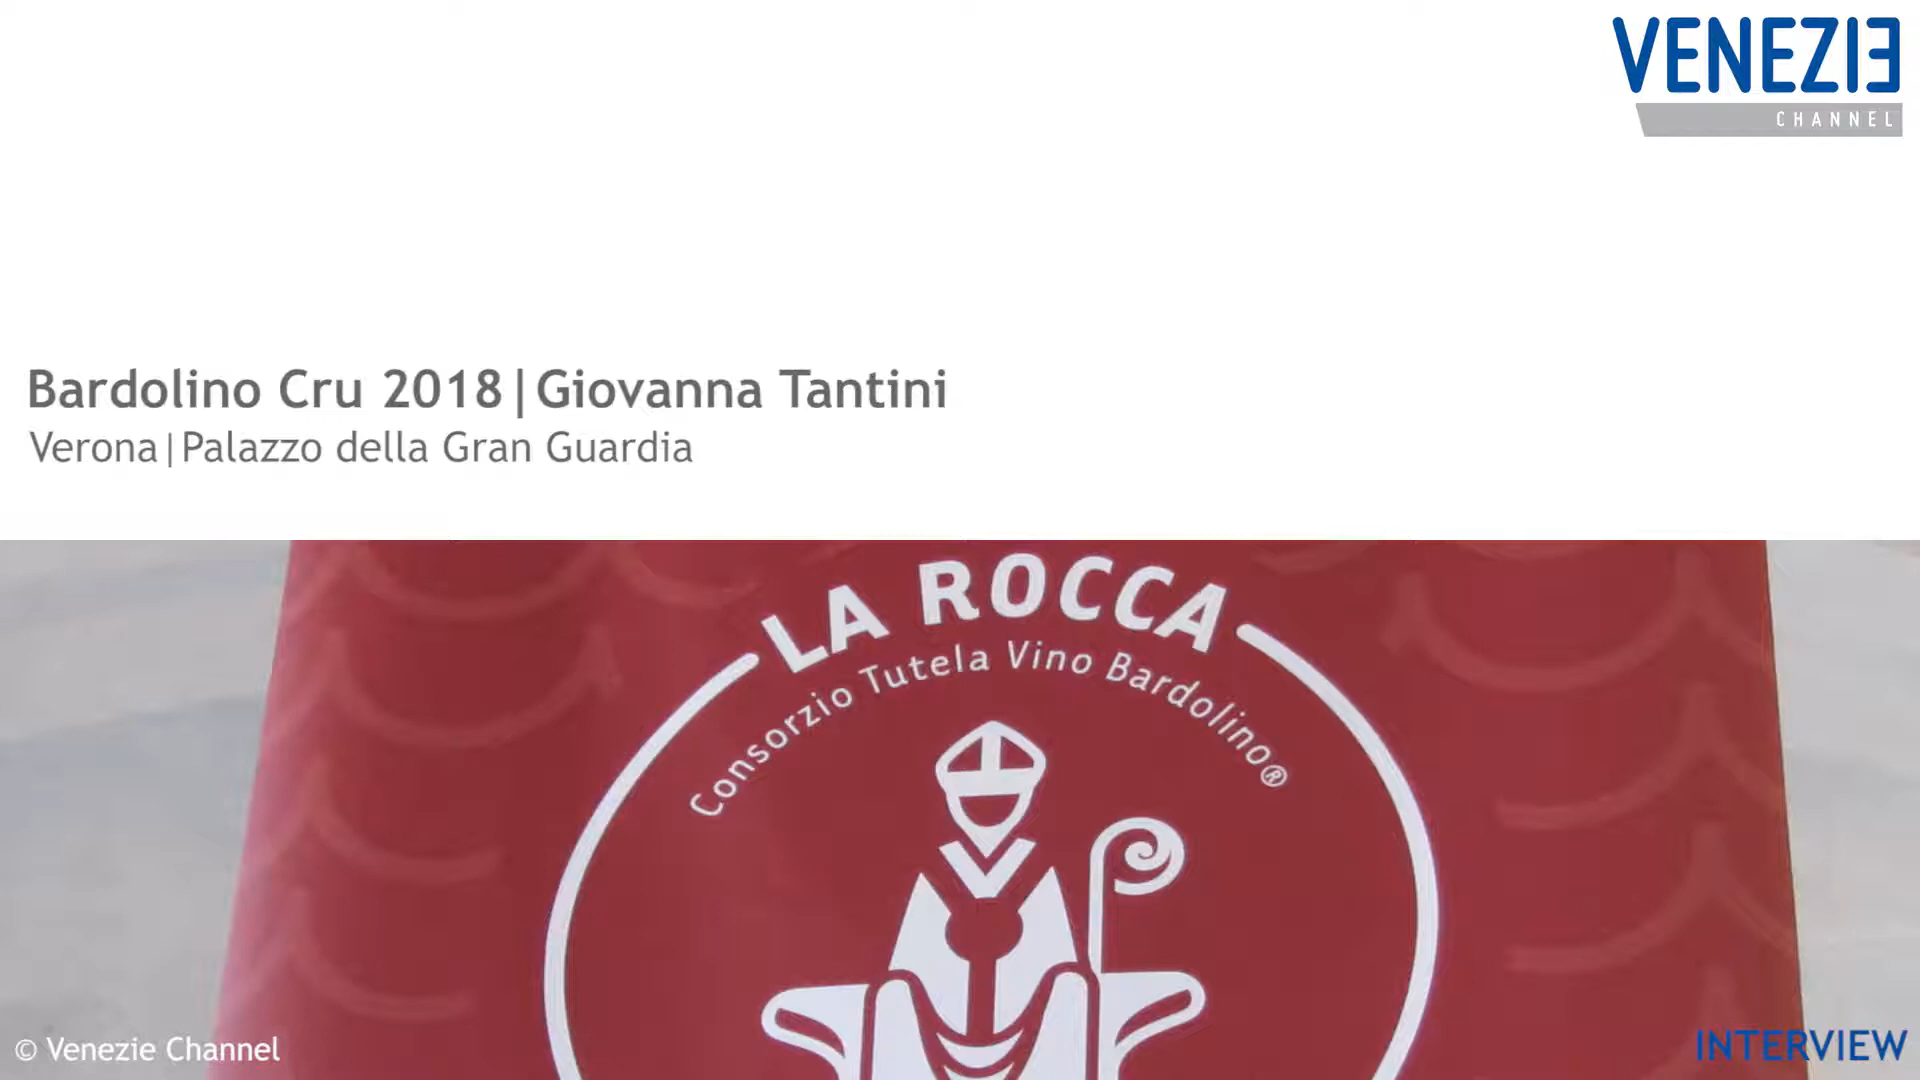 VENEZIE
CHANNEL
Bardolino Cru 2018|Giovanna Tantini
Verona|Palazzo della Gran Guardia
LA ROCCA
Consorzio Tutela Vino Bardolino®
© Venezie Channel
INTERVIEW